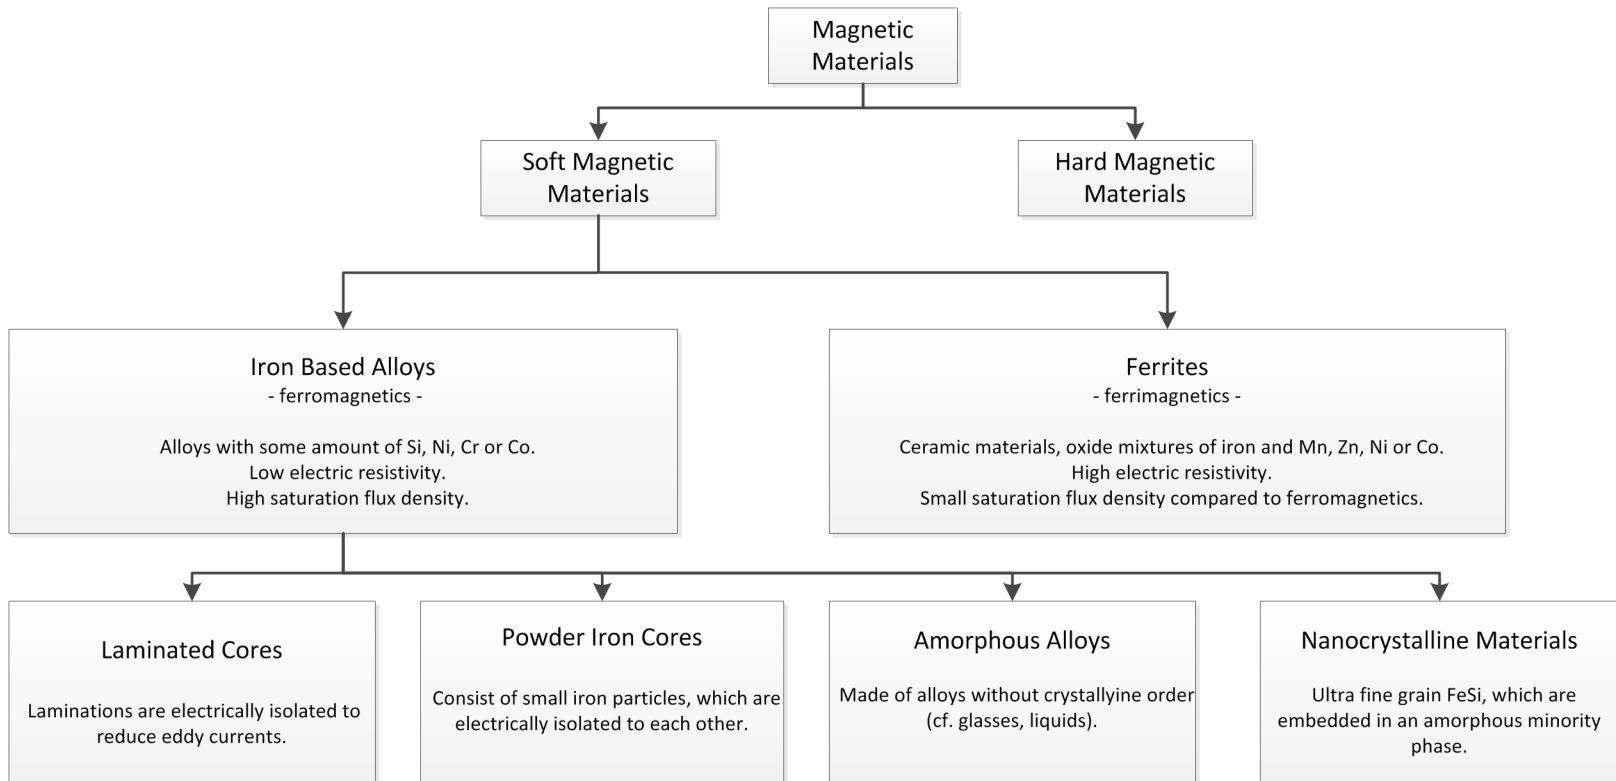 Magnetic
Materials
Soft Magnetic
Materials
Hard Magnetic
Materials
Iron Based Alloys
- ferromagnetics -
Alloys with some amount of Si, Ni, Cr or Co.
Low electric resistivity.
High saturation flux density.
Ferrites
- ferrimagnetics -
Ceramic materials, oxide mixtures of iron and Mn, Zn, Ni or Co.
High electric resistivity.
Small saturation flux density compared to ferromagnetics.
Laminated Cores
Laminations are electrically isolated to
reduce eddy currents.
Powder Iron Cores
Consist of small iron particles, which are
electrically isolated to each other.
Amorphous Alloys
Made of alloys without crystallyine order
(cf. glasses, liquids).
Nanocrystalline Materials
Ultra fine grain FeSi, which are
embedded in an amorphous minority
phase.